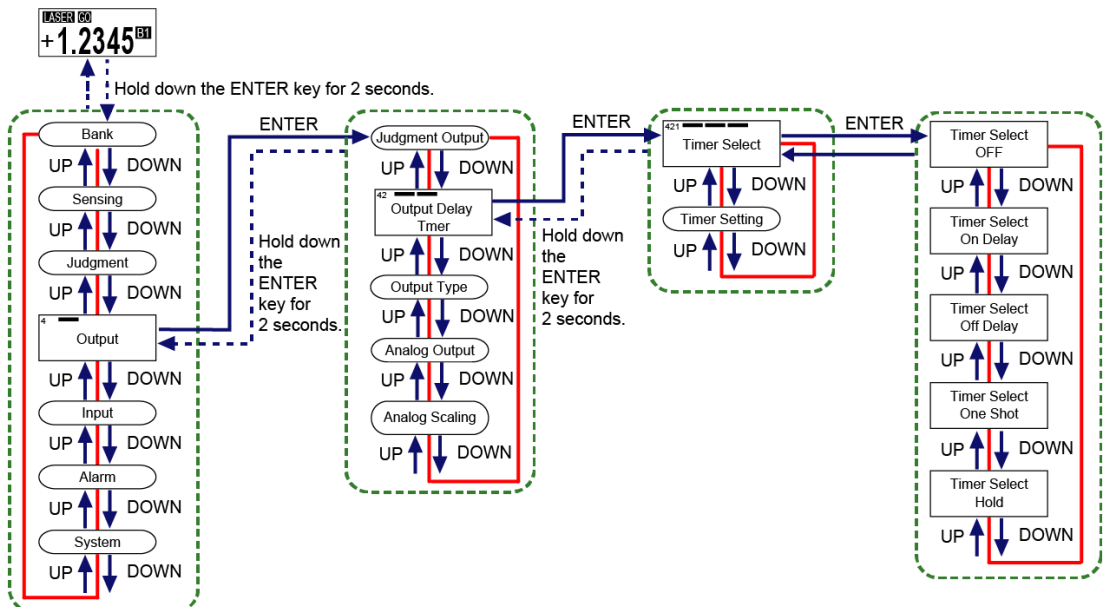 LASER GO
+1.2345 B1
Hold down the ENTER key for 2 seconds.
Bank
UP DOWN
Sensing
UP DOWN
Judgment
UP DOWN
4
Output
UP DOWN
Input
UP DOWN
Alarm
UP DOWN
System
UP DOWN
ENTER
Hold down
the
ENTER
key for
2 seconds.
Judgment Output
UP DOWN
42
Output Delay
Tmer
UP DOWN
Output Type
UP DOWN
Analog Output
UP DOWN
Analog Scaling
UP DOWN
ENTER
Hold down
the
ENTER
key for
2 seconds.
421
Timer Select
UP DOWN
Timer Setting
UP DOWN
ENTER
Timer Select
OFF
UP DOWN
Timer Select
On Delay
UP DOWN
Timer Select
Off Delay
UP DOWN
Timer Select
One Shot
UP DOWN
Timer Select
Hold
UP DOWN